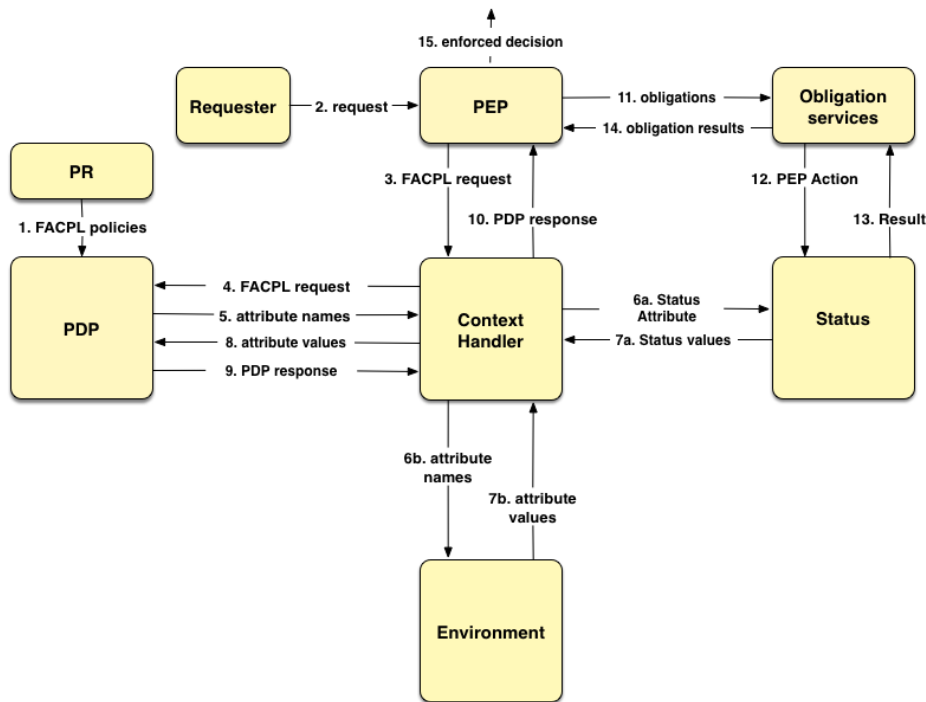 15. enforced decision
Requester
2. request
PEP
11. obligations
14. obligation results
Obligation
services
PR
1. FACPL policies
3. FACPL request
10. PDP response
12. PEP Action
13. Result
PDP
4. FACPL request
5. attribute names
8. attribute values
9. PDP response
Context
Handler
6a. Status
Attribute
7a. Status values
Status
6b. attribute
names
7b. attribute
values
Environment